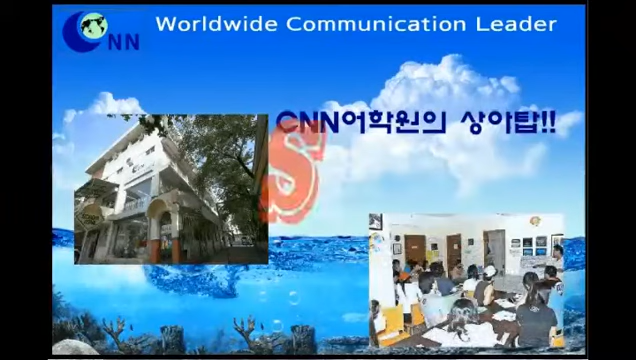 CNN
Worldwide Communication Leader
CNN어학원의 상아탑!!
S